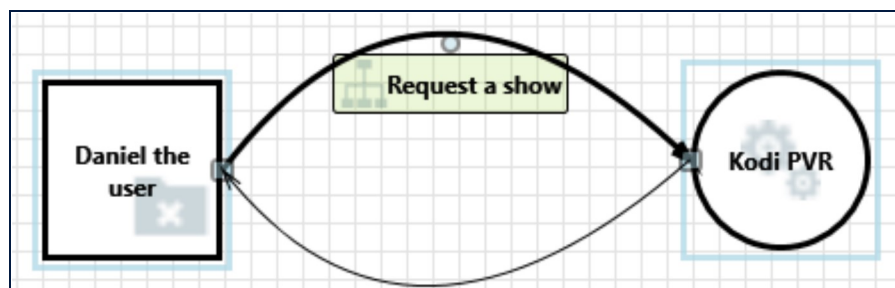 Request a show
Daniel the
user
Kodi PVR